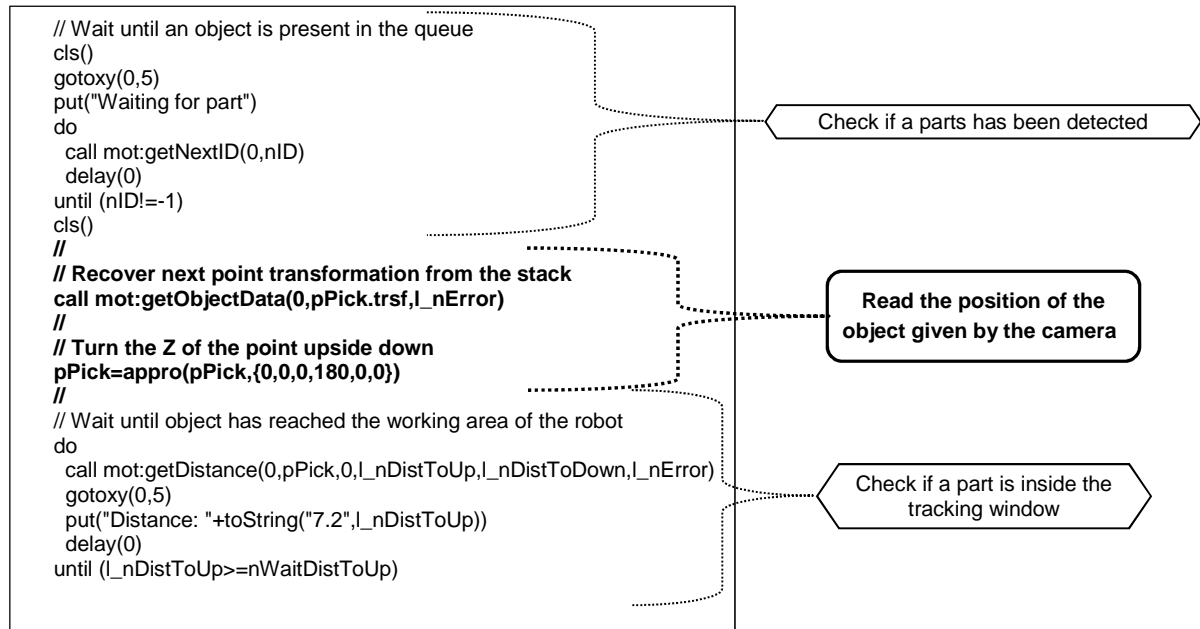 // Wait until an object is present in the queue
cls()
gotoxy(0,5)
put("Waiting for part")
do
call mot:getNextID(0,nID)
delay(0)
until (nID!=-1)
cls()
//
// Recover next point transformation from the stack
call mot:getObjectData(0,pPick.trsf,l_nError)
//
// Turn the Z of the point upside down
pPick=appro(pPick,{0,0,0,180,0,0})
//
// Wait until object has reached the working area of the robot
do
call mot:getDistance(0,pPick,0,l_nDistToUp,l_nDistToDown,l_nError)
gotoxy(0,5)
put("Distance: "+toString("7.2",l_nDistToUp))
delay(0)
until (l_nDistToUp>=nWaitDistToUp)
Check if a parts has been detected
Read the position of the
object given by the camera
Check if a part is inside the
tracking window